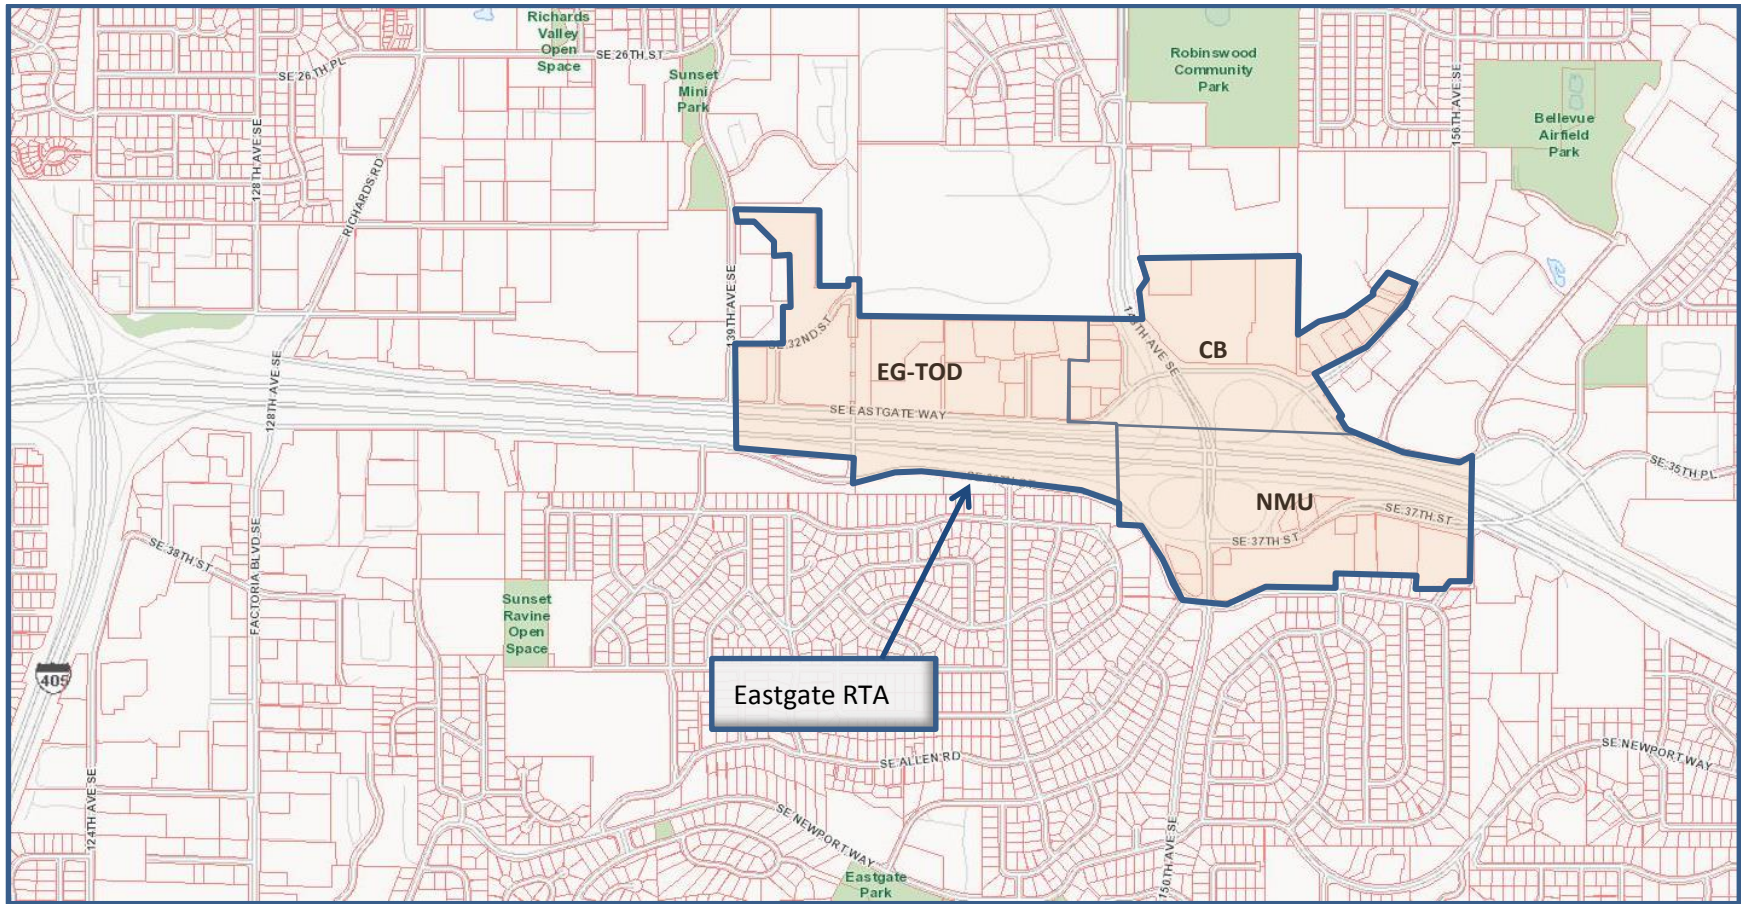 Richards
Valley
Open
Space
SE 26TH PL
SE 26TH ST
Sunset
Mini
Park
Robinswood
Community
Park
156TH AVE SE
Bellevue
Airfield
Park
128TH AVE SE
RICHARDS RD
139TH AVE SE
SE 32ND ST
EG-TOD
CB
128TH AVE SE
SE EASTGATE WAY
SE 35TH PL
NMU
SE 37TH ST
SE 37TH ST
SE 38TH ST
FACTORIA BLVD SE
Sunset
Ravine
Open
Space
405
Eastgate RTA
SE ALLEN RD
SE NEWPORT WAY
SE NEWPORT WAY
124TH AVE SE
150TH AVE SE
Eastgate
Park